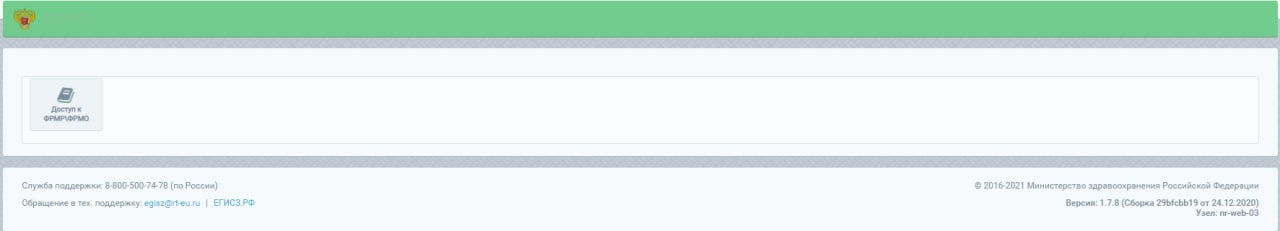 Доступ к
ФРМР\ФРМО
Служба поддержки: 8-800-500-74-78 (по России)
© 2016-2021 Министерство здравоохранения Российской Федерации
Обращение в тех. поддержку: egisz@rt-eu.ru | ЕГИСЗ.РФ
Версия: 1.7.8 (Сборка 29bfcbb19 от 24.12.2020)
Узел: nr-web-03